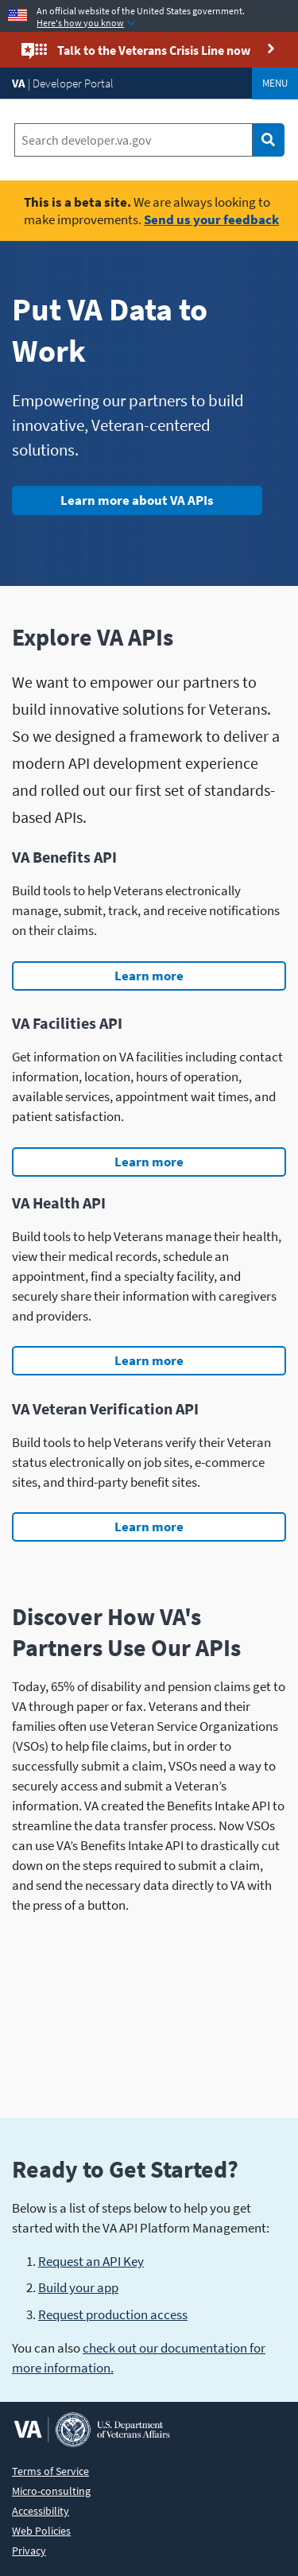 An official website of the United States government.
Here's how you know
Talk to the Veterans Crisis Line now
VA | Developer Portal
MENU
Search developer.va.gov
This is a beta site. We are always looking to
make improvements. Send us your feedback
Put VA Data to
Work
Empowering our partners to build
innovative, Veteran-centered
solutions.
Learn more about VA APIs
Explore VA APIs
We want to empower our partners to
build innovative solutions for Veterans.
So we designed a framework to deliver a
modern API development experience
and rolled out our first set of standards-
based APIs.
VA Benefits API
Build tools to help Veterans electronically
manage, submit, track, and receive notifications
on their claims.
Learn more
VA Facilities API
Get information on VA facilities including contact
information, location, hours of operation,
available services, appointment wait times, and
patient satisfaction.
Learn more
VA Health API
Build tools to help Veterans manage their health,
view their medical records, schedule an
appointment, find a specialty facility, and
securely share their information with caregivers
and providers.
Learn more
VA Veteran Verification API
Build tools to help Veterans verify their Veteran
status electronically on job sites, e-commerce
sites, and third-party benefit sites.
Learn more
Discover How VA's
Partners Use Our APIs
Today, 65% of disability and pension claims get to
VA through paper or fax. Veterans and their
families often use Veteran Service Organizations
(VSOs) to help file claims, but in order to
successfully submit a claim, VSOs need a way to
securely access and submit a Veteran’s
information. VA created the Benefits Intake API to
streamline the data transfer process. Now VSOs
can use VA’s Benefits Intake API to drastically cut
down on the steps required to submit a claim,
and send the necessary data directly to VA with
the press of a button.
Ready to Get Started?
Below is a list of steps below to help you get
started with the VA API Platform Management:
1. Request an API Key
2. Build your app
3. Request production access
You can also check out our documentation for
more information.
VA
U.S. Department
of Veterans Affairs
Terms of Service
Micro-consulting
Accessibility
Web Policies
Privacy